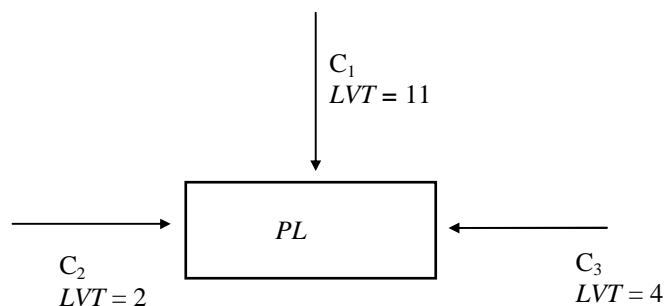 C₁
LVT = 11
PL
C₂
LVT = 2
C₃
LVT = 4